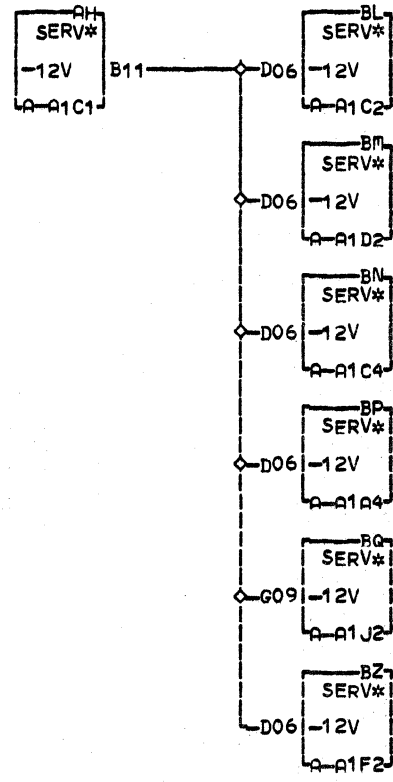 AH BL
SERV* SERV*
-12V B11 D06 -12V
A-A1C1 A-A1C2
BM
SERV*
D06 -12V
A-A1D2
BN
SERV*
D06 -12V
A-A1C4
BP
SERV*
D06 -12V
A-A1A4
BQ
SERV*
G09 -12V
A-A1J2
BZ
SERV*
D06 -12V
A-A1F2